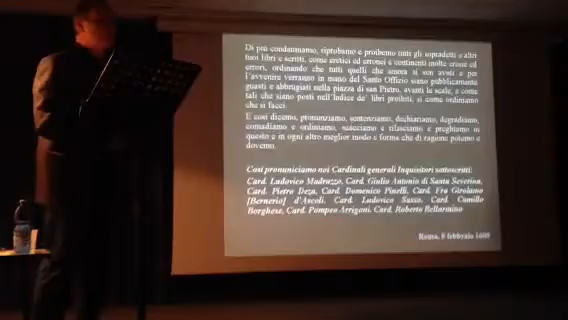 Di più condanniamo, riprobamo e prohibemo tutti gli sopradetti e altri
tuoi libri e scritti, come eretici ed erronei e continenti molte eresie ed
errori, ordinando che tutti quelli che sinora si son avuti e per
l'avvenire verranno in mano del Santo Offizio siano pubblicamente
guasti e abbrugiati nella piazza di san Pietro, avanti le scale, e come
tali che siano posti nell'Indice de' libri proibiti, sì come ordiniamo
che si facci.
E così dicemo, pronunziamo, sentenziamo, dechiariamo, degradiamo,
comandiamo e ordiniamo, e rilasciamo e preghiamo in
questo e in ogni altro meglior modo e forma che di ragione potemo e
dovemo.
Così pronunciamo noi Cardinali generali Inquisitori sottoscritti:
Card. Ludovico Madruzzo, Card. Giulio Antonio di Santa Severina,
Card. Pietro Deza, Card. Domenico Pinelli, Card. Fra Girolamo
[Bernerio] d'Ascoli, Card. Ludovico Sasso, Card. Camillo
Borghese, Card. Pompeo Arrigoni, Card. Roberto Bellarmino
Roma, 8 febbraio 1600